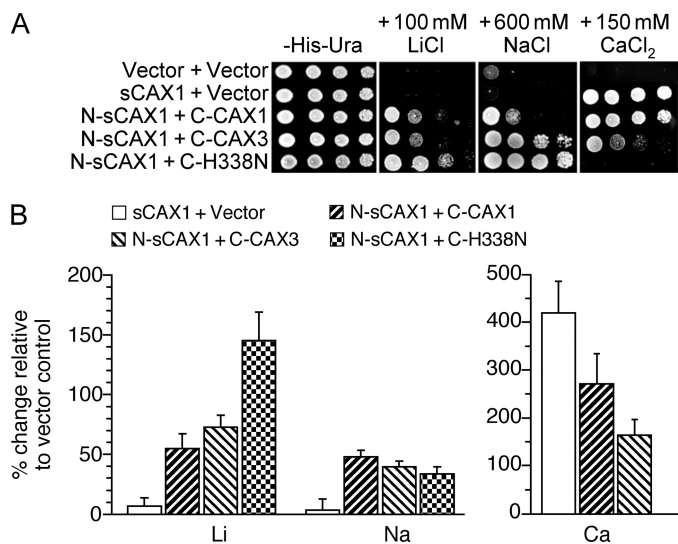 A
-His-Ura
+ 100 mM LiCl
+ 600 mM NaCl
+ 150 mM CaCl₂
Vector + Vector
sCAX1 + Vector
N-sCAX1 + C-CAX1
N-sCAX1 + C-CAX3
N-sCAX1 + C-H338N
B
sCAX1 + Vector
N-sCAX1 + C-CAX1
N-sCAX1 + C-CAX3
N-sCAX1 + C-H338N
% change relative
to vector control
200
150
100
50
0
Li
Na
500
400
300
200
100
0
Ca